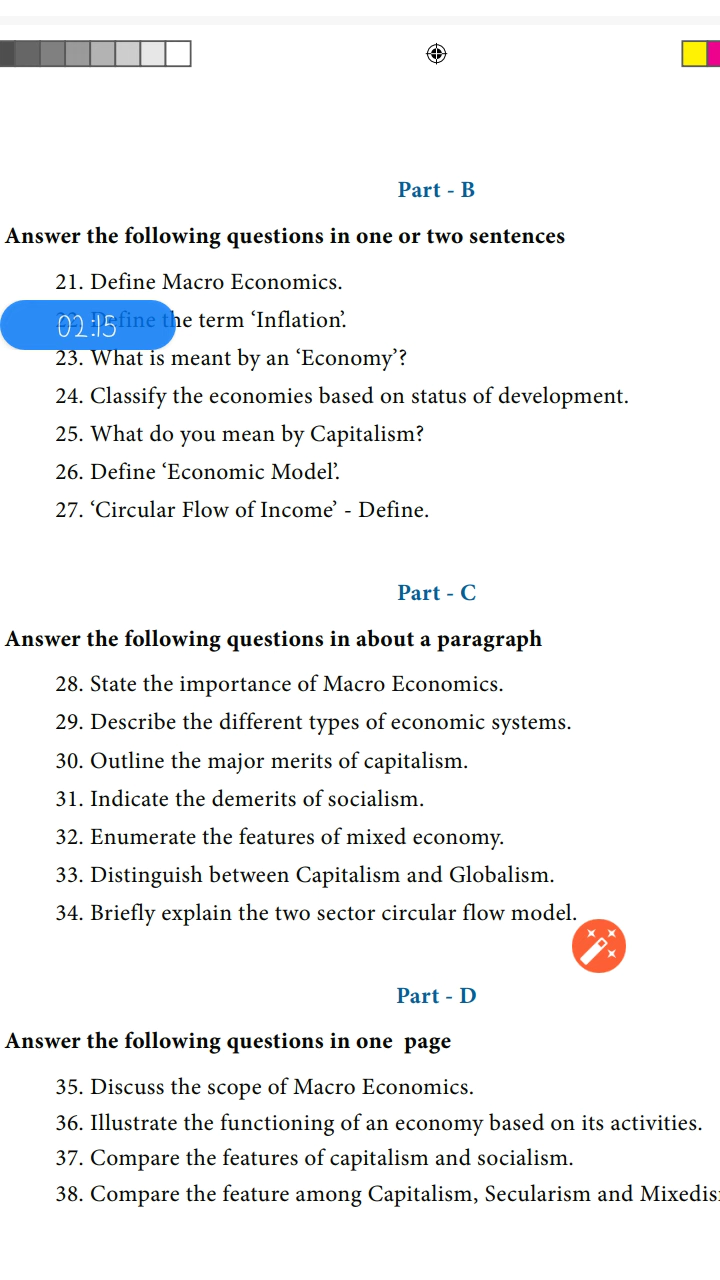 Part - B
Answer the following questions in one or two sentences
21. Define Macro Economics.
22. Define the term ‘Inflation’.
02:15
23. What is meant by an ‘Economy’?
24. Classify the economies based on status of development.
25. What do you mean by Capitalism?
26. Define ‘Economic Model’.
27. ‘Circular Flow of Income’ - Define.
Part - C
Answer the following questions in about a paragraph
28. State the importance of Macro Economics.
29. Describe the different types of economic systems.
30. Outline the major merits of capitalism.
31. Indicate the demerits of socialism.
32. Enumerate the features of mixed economy.
33. Distinguish between Capitalism and Globalism.
34. Briefly explain the two sector circular flow model.
Part - D
Answer the following questions in one page
35. Discuss the scope of Macro Economics.
36. Illustrate the functioning of an economy based on its activities.
37. Compare the features of capitalism and socialism.
38. Compare the feature among Capitalism, Secularism and